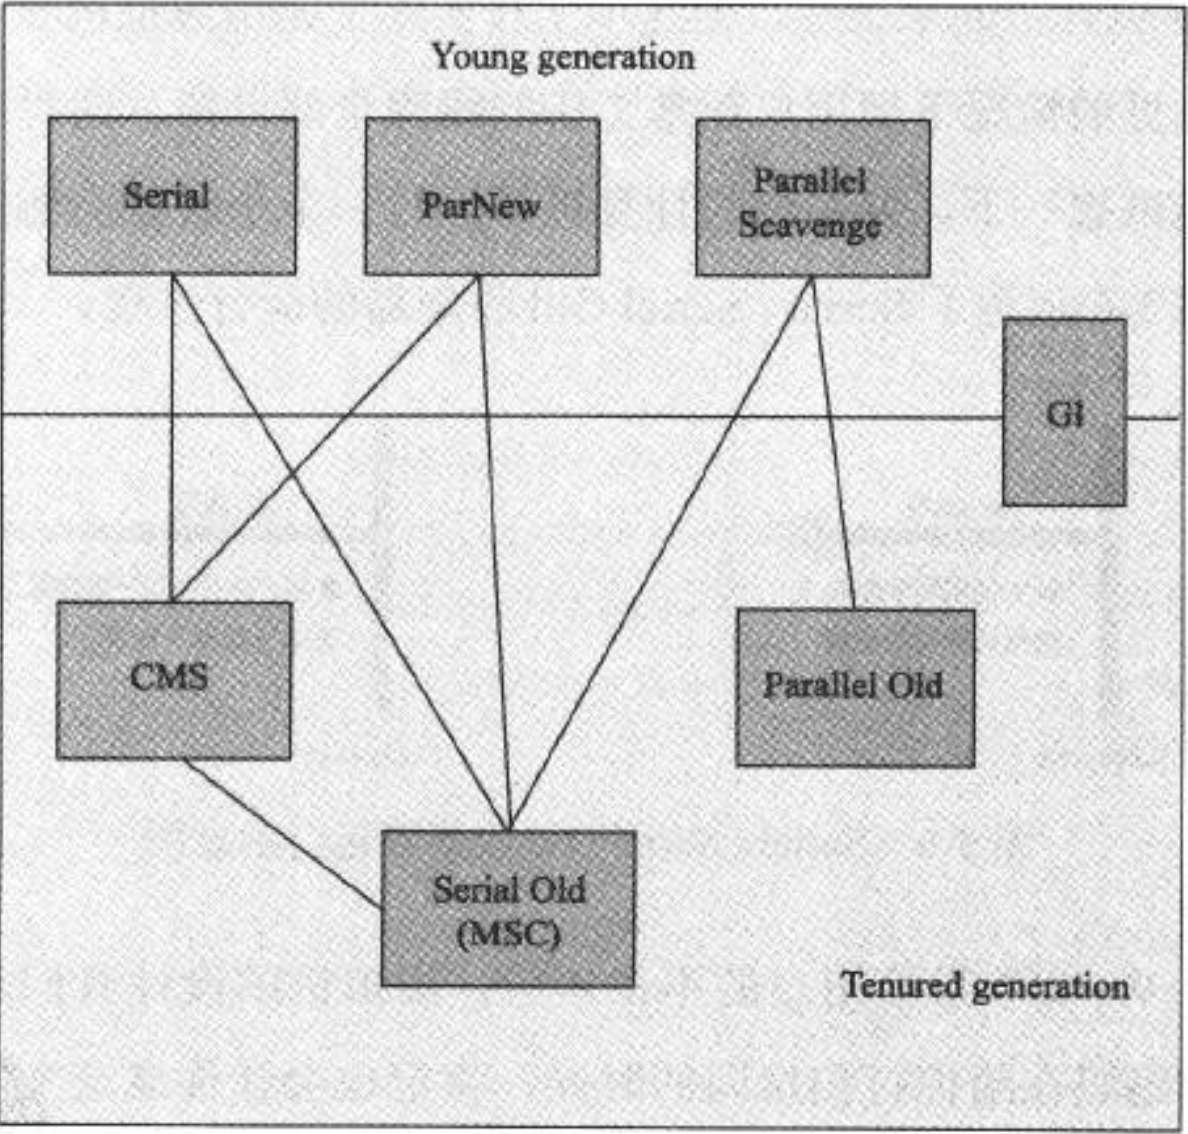 Young generation
Serial
ParNew
Parallel
Scavenge
G1
CMS
Parallel Old
Serial Old
(MSC)
Tenured generation